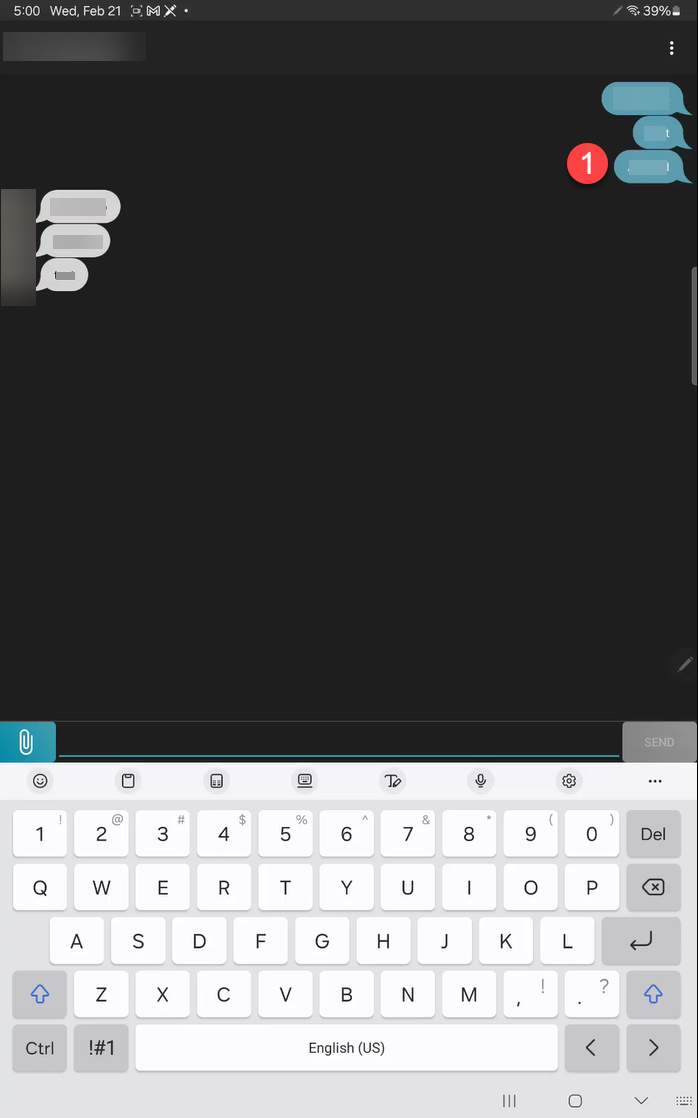 5:00 Wed, Feb 21 39%
t
1
SEND
! @ # $ % ^ & * ( )
1 2 3 4 5 6 7 8 9 0 Del
Q W E R T Y U I O P
A S D F G H J K L
! ?
Z X C V B N M , .
Ctrl !#1 English (US) < >